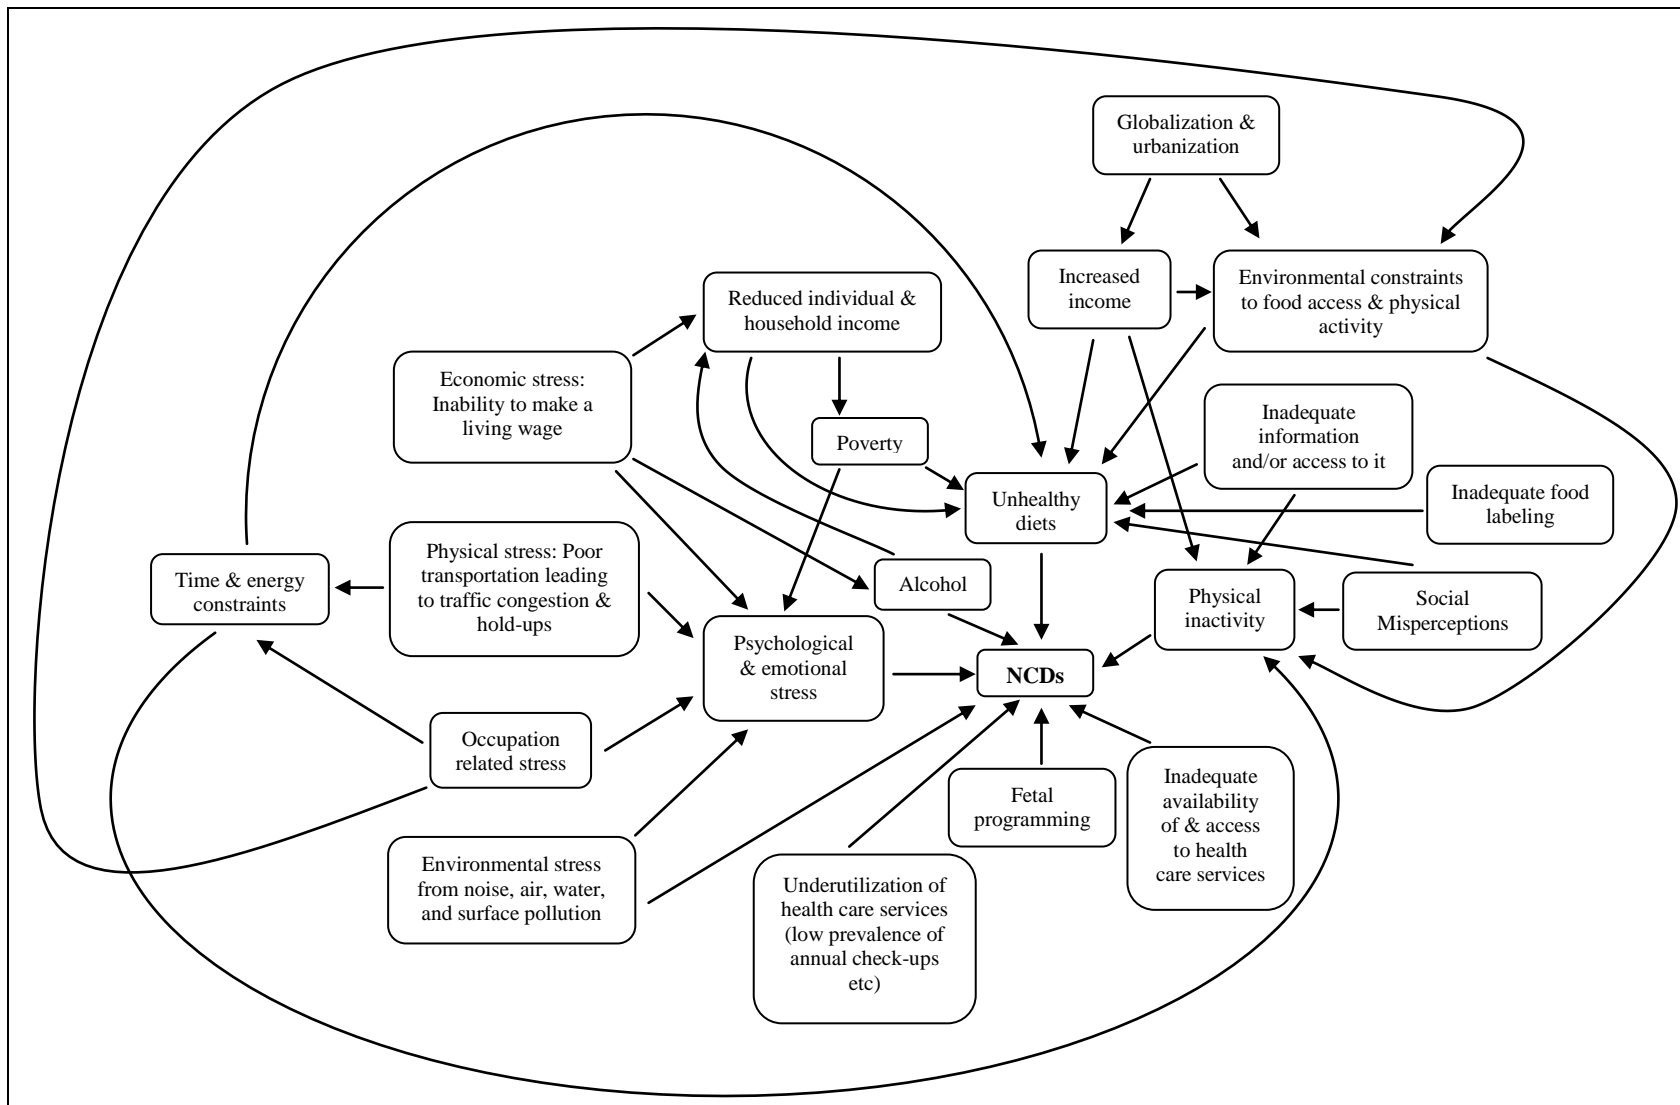 Globalization &
urbanization
Increased
income
Environmental constraints
to food access & physical
activity
Reduced individual &
household income
Economic stress:
Inability to make a
living wage
Poverty
Inadequate
information
and/or access to it
Unhealthy
diets
Inadequate food
labeling
Physical stress: Poor
transportation leading
to traffic congestion &
hold-ups
Time & energy
constraints
Alcohol
Physical
inactivity
Social
Misperceptions
Psychological
& emotional
stress
NCDs
Occupation
related stress
Fetal
programming
Inadequate
availability
of & access
to health
care services
Environmental stress
from noise, air, water,
and surface pollution
Underutilization of
health care services
(low prevalence of
annual check-ups
etc)